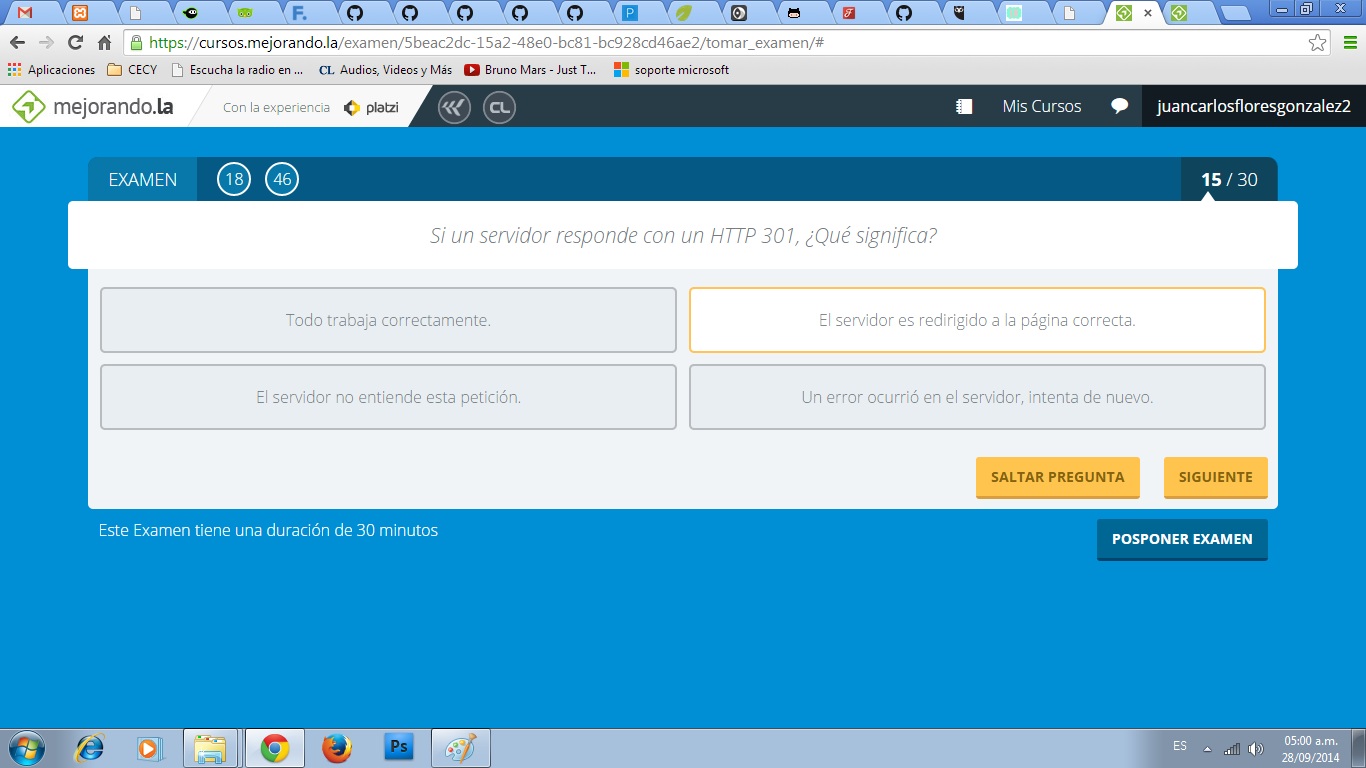 https://cursos.mejorando.la/examen/5beac2dc-15a2-48e0-bc81-bc928cd46ae2/tomar_examen/#
Aplicaciones CECY Escucha la radio en ... CL Audios, Videos y Más Bruno Mars - Just T... soporte microsoft
mejorando.la Con la experiencia platzi CL Mis Cursos juancarlosfloresgonzalez2
EXAMEN 18 46 15 / 30
Si un servidor responde con un HTTP 301, ¿Qué significa?
Todo trabaja correctamente. El servidor es redirigido a la página correcta.
El servidor no entiende esta petición. Un error ocurrió en el servidor, intenta de nuevo.
SALTAR PREGUNTA SIGUIENTE
Este Examen tiene una duración de 30 minutos
POSPONER EXAMEN
Ps ES 05:00 a.m.
28/09/2014